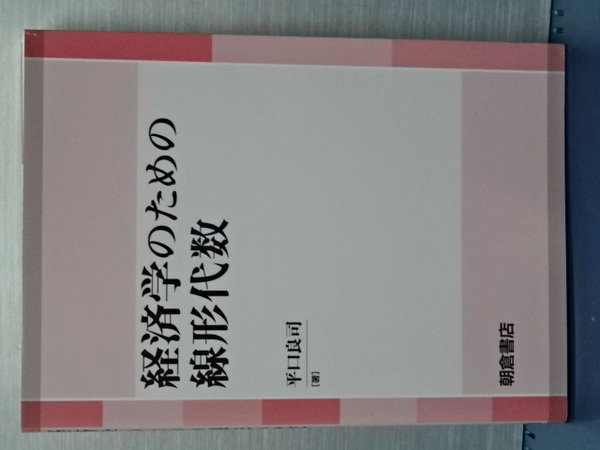 経済学のための
線形代数
平口良司
[著]
朝倉書店